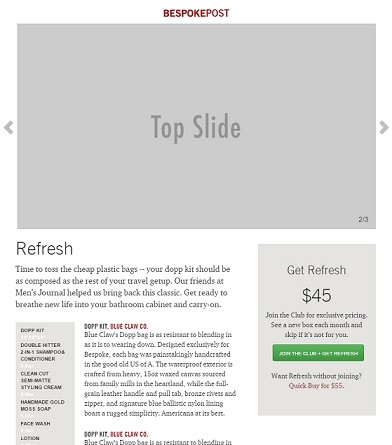 BESPOKEPOST
Top Slide
2/3
Refresh
Time to toss the cheap plastic bags – your dopp kit should be
as composed as the rest of your travel getup. Our friends at
Men's Journal helped us bring back this classic. Get ready to
breathe new life into your bathroom cabinet and carry-on.
DOPP KIT
DOUBLE HITTER
2-IN-1 SHAMPOO&
CONDITIONER
CLEAN CUT
SEMI-MATTE
STYLING CREAM
HANDMADE GOLD
MOSS SOAP
FACE WASH
LOTION
DOPP KIT, BLUE CLAW CO.
Blue Claw's Dopp bag is as resistant to blending in
as it is to wearing down. Designed exclusively for
Bespoke, each bag was painstakingly handcrafted
in the good old US of A. The waterproof exterior is
crafted from heavy, 15oz waxed canvas sourced
from family mills in the heartland, while the full-
grain leather handle and pull tab, bronze rivets and
zipper, and signature blue ballistic nylon lining
boast a rugged simplicity. Americana at its best.
DOPP KIT, BLUE CLAW CO.
Blue Claw's Dopp bag is as resistant to blending in
Get Refresh
$45
Join the Club for exclusive pricing.
See a new box each month and
skip if it's not for you.
JOIN THE CLUB + GET REFRESH
Want Refresh without joining?
Quick Buy for $55.